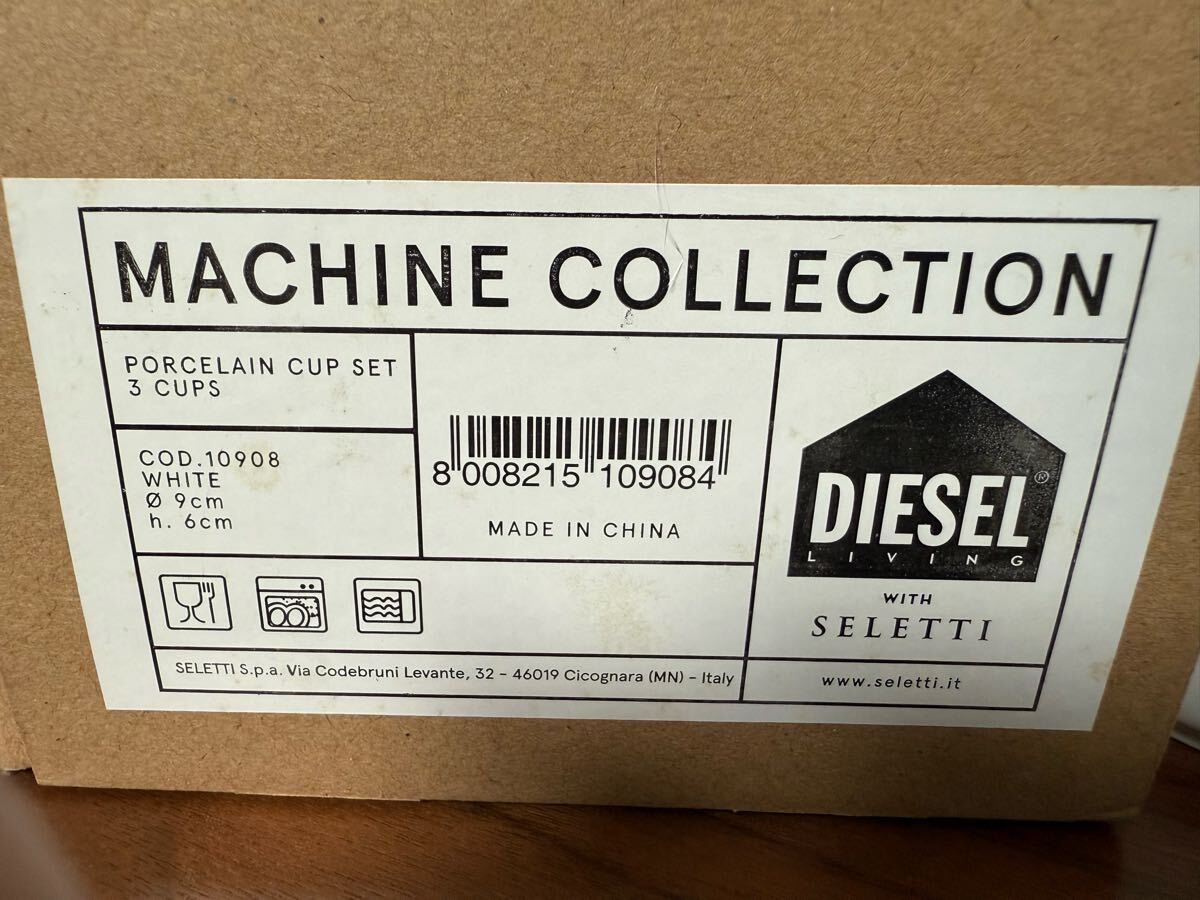 MACHINE COLLECTION
PORCELAIN CUP SET
3 CUPS
COD.10908
WHITE
Ø 9cm
h. 6cm
8 008215 109084
MADE IN CHINA
DIESEL®
LIVING
WITH
SELETTI
SELETTI S.p.a. Via Codebruni Levante, 32 - 46019 Cicognara (MN) - Italy
www.seletti.it